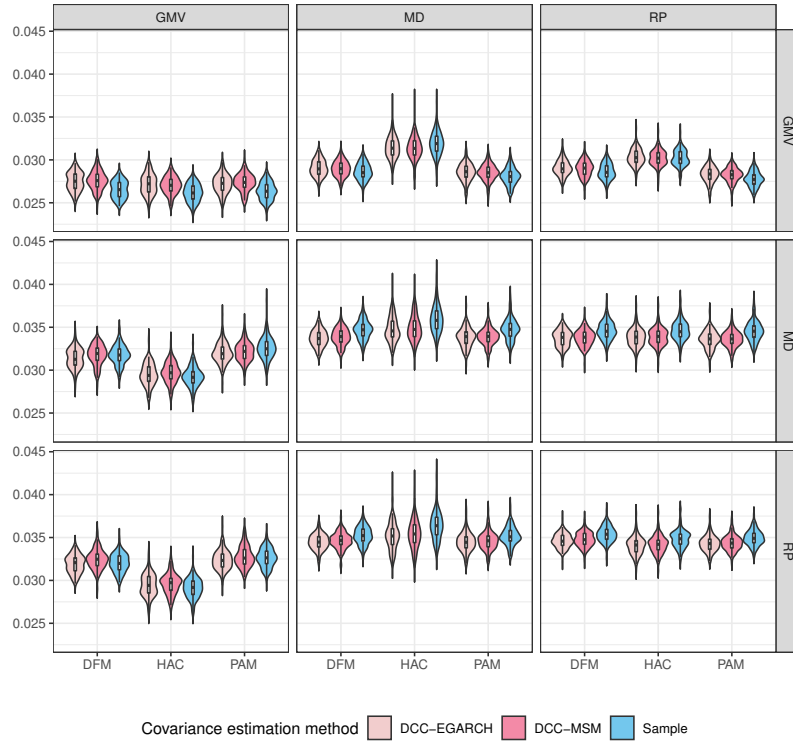 GMV MD RP
0.045
0.040
0.035
0.030
0.025
GMV
0.045
0.040
0.035
0.030
0.025
MD
0.045
0.040
0.035
0.030
0.025
RP
DFM HAC PAM DFM HAC PAM DFM HAC PAM
Covariance estimation method DCC−EGARCH DCC−MSM Sample